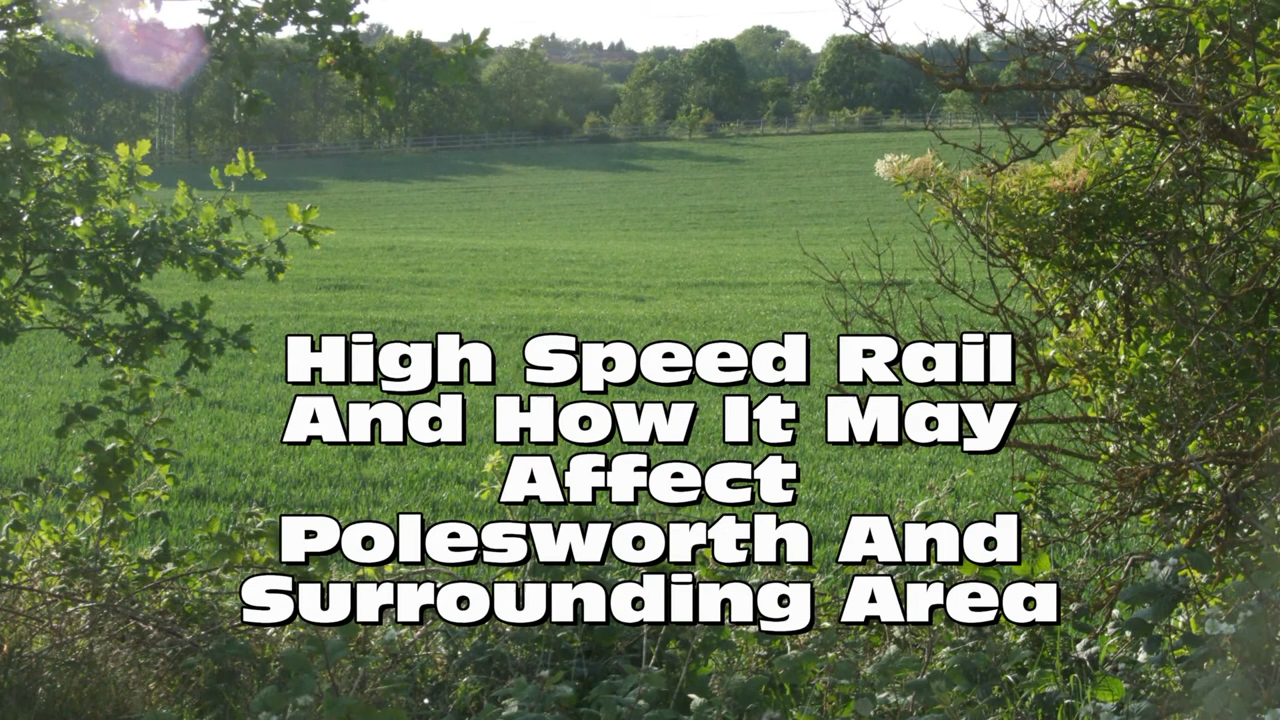 High Speed Rail
And How It May
Affect
Polesworth And
Surrounding Area